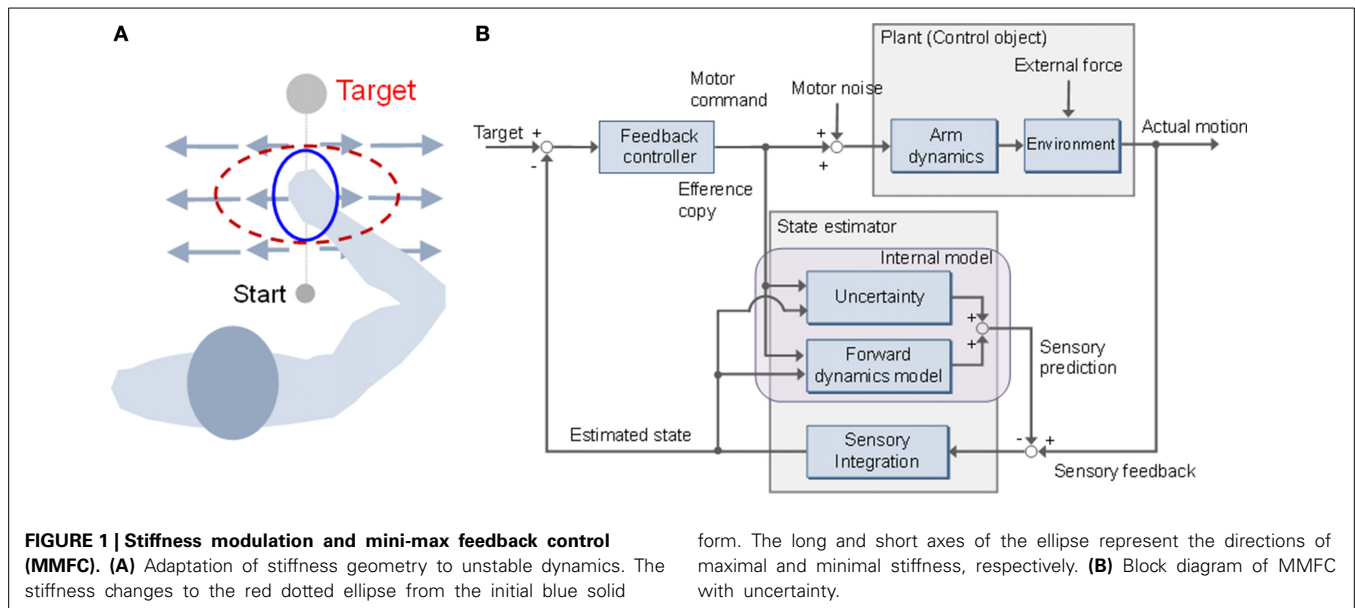 A
Target
Start
B
Plant (Control object)
External force
Motor
command
Motor noise
Target
+
-
Feedback
controller
+
+
Arm
dynamics
Environment
Actual motion
Efference
copy
State estimator
Internal model
Uncertainty
+
+
Forward
dynamics model
Sensory
prediction
Estimated state
Sensory
Integration
-
+
Sensory feedback
FIGURE 1 | Stiffness modulation and mini-max feedback control
(MMFC). (A) Adaptation of stiffness geometry to unstable dynamics. The
stiffness changes to the red dotted ellipse from the initial blue solid
form. The long and short axes of the ellipse represent the directions of
maximal and minimal stiffness, respectively. (B) Block diagram of MMFC
with uncertainty.